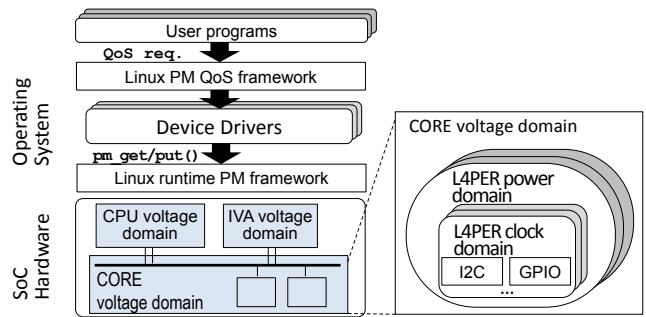 User programs
QoS req.
Linux PM QoS framework
Device Drivers
pm_get/put()
Linux runtime PM framework
Operating
System
CPU voltage
domain
IVA voltage
domain
CORE
voltage domain
SoC
Hardware
CORE voltage domain
L4PER power
domain
L4PER clock
domain
I2C
GPIO
...